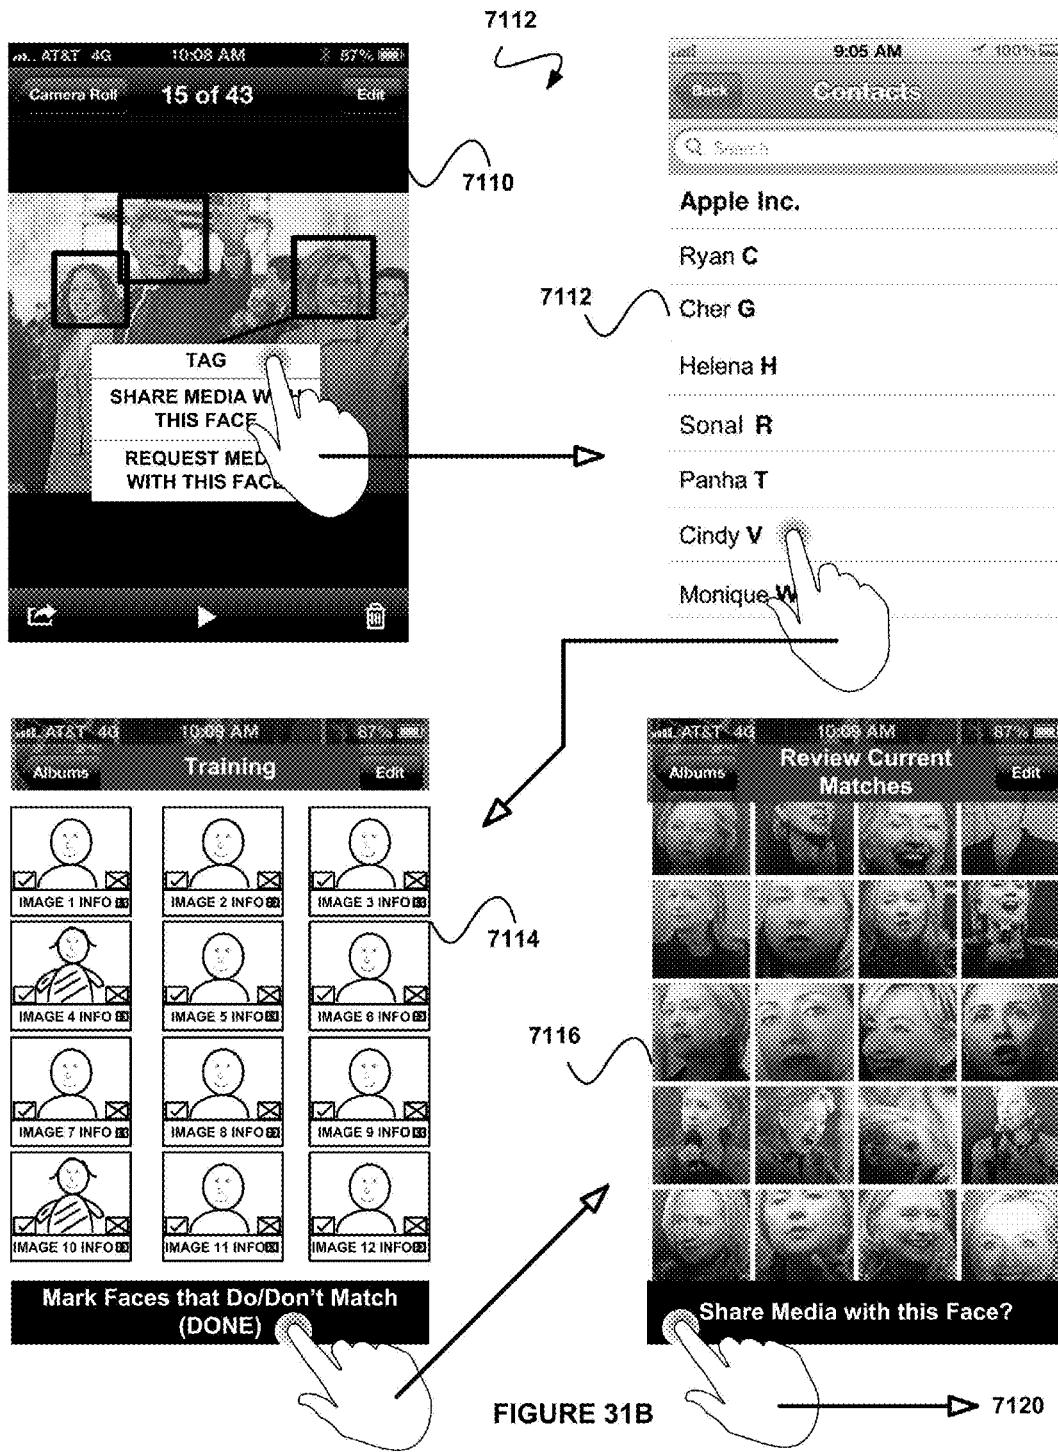 7112
AT&T 4G 10:08 AM 87%
Camera Roll 15 of 43 Edit
7110
TAG
SHARE MEDIA WITH
THIS FACE
REQUEST MED
WITH THIS FACE
9:05 AM 100%
Back Contacts
Search
Apple Inc.
Ryan C
7112
Cher G
Helena H
Sonal R
Panha T
Cindy V
Monique W
AT&T 4G 10:09 AM 87%
Albums Training Edit
IMAGE 1 INFO IMAGE 2 INFO IMAGE 3 INFO
7114
IMAGE 4 INFO IMAGE 5 INFO IMAGE 6 INFO
IMAGE 7 INFO IMAGE 8 INFO IMAGE 9 INFO
IMAGE 10 INFO IMAGE 11 INFO IMAGE 12 INFO
Mark Faces that Do/Don't Match
(DONE)
AT&T 4G 10:09 AM 87%
Albums Review Current Edit
Matches
7116
Share Media with this Face?
7120
FIGURE 31B